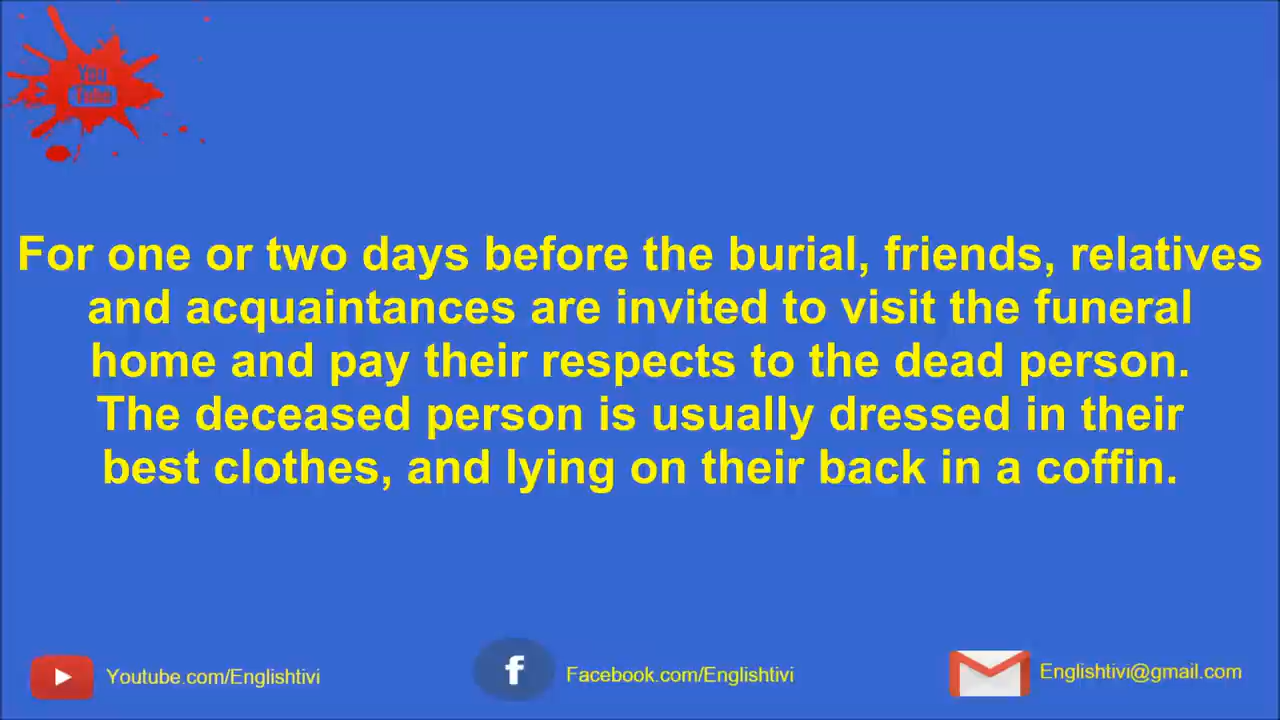 You
Tube
For one or two days before the burial, friends, relatives
and acquaintances are invited to visit the funeral
home and pay their respects to the dead person.
The deceased person is usually dressed in their
best clothes, and lying on their back in a coffin.
Youtube.com/Englishtivi
f
Facebook.com/Englishtivi
Englishtivi@gmail.com